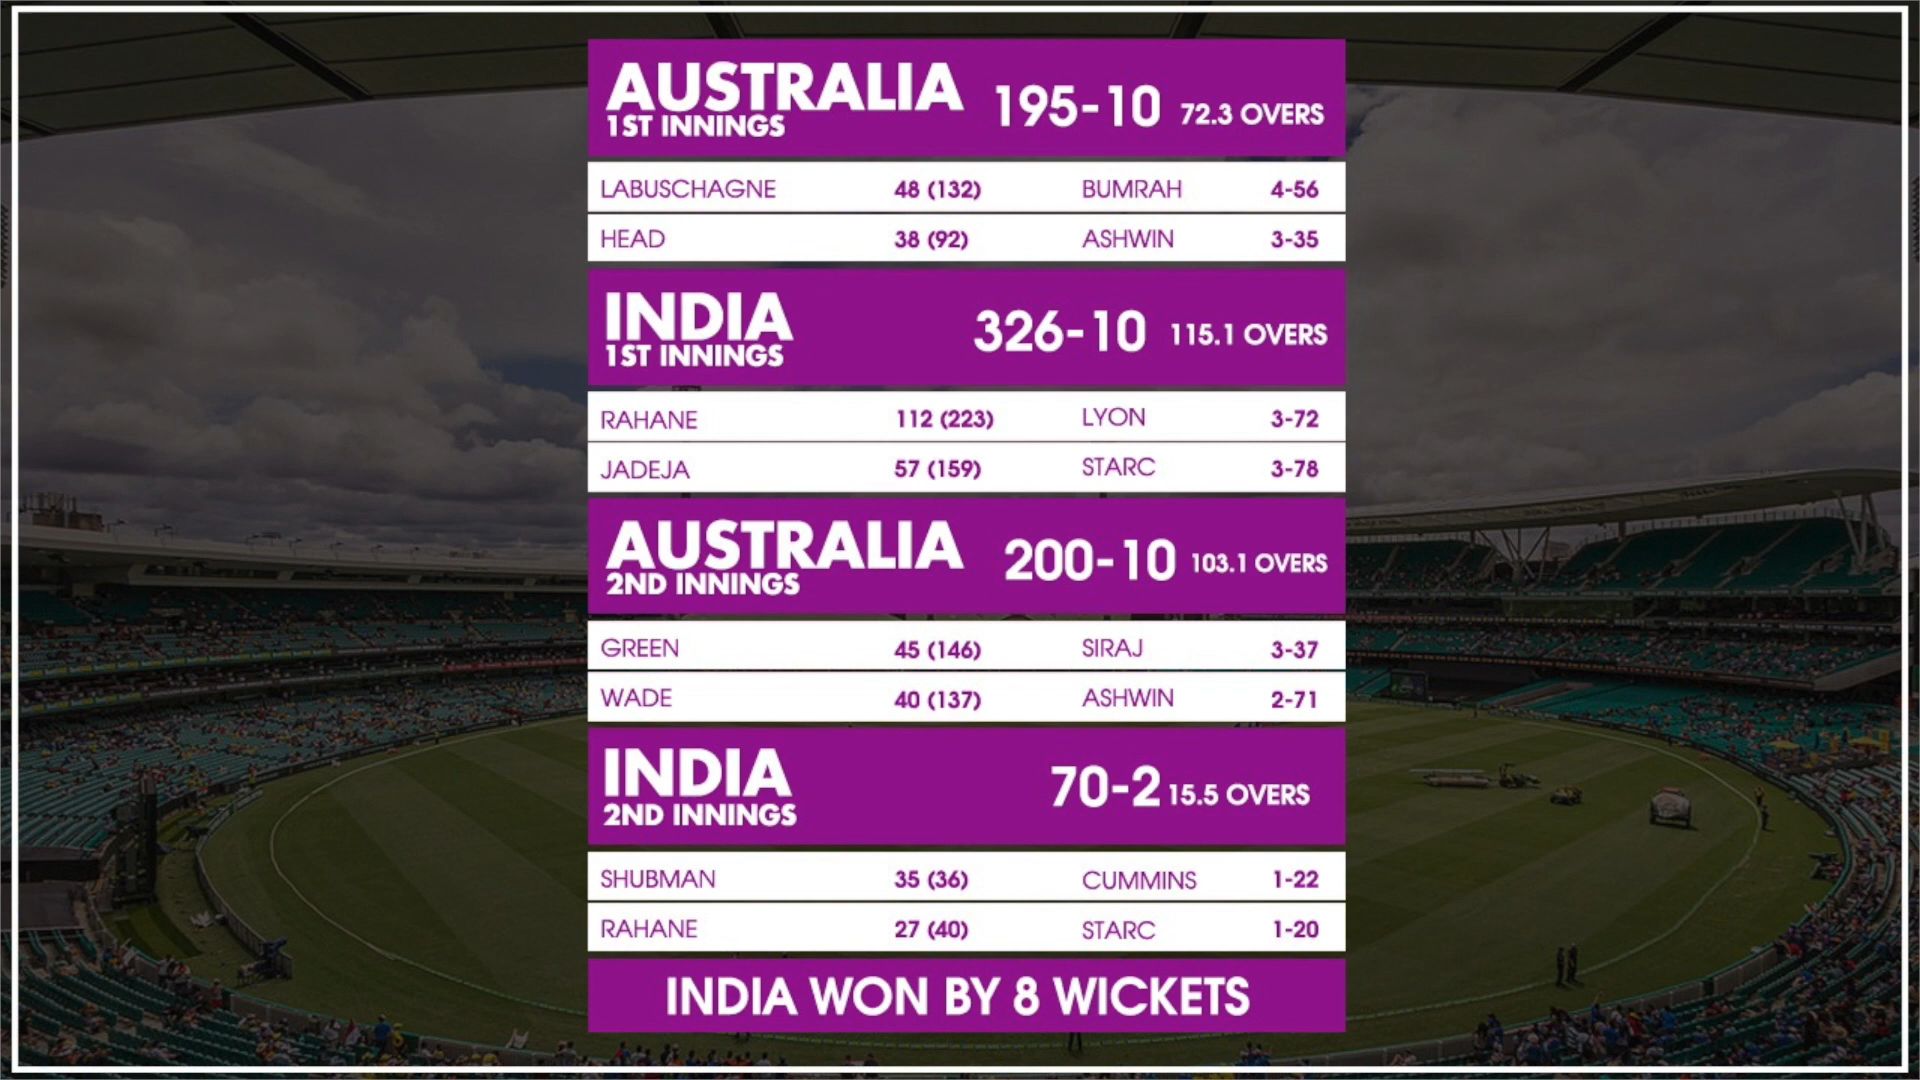 AUSTRALIA 195-10 72.3 OVERS
1ST INNINGS
LABUSCHAGNE 48 (132) BUMRAH 4-56
HEAD 38 (92) ASHWIN 3-35
INDIA 326-10 115.1 OVERS
1ST INNINGS
RAHANE 112 (223) LYON 3-72
JADEJA 57 (159) STARC 3-78
AUSTRALIA 200-10 103.1 OVERS
2ND INNINGS
GREEN 45 (146) SIRAJ 3-37
WADE 40 (137) ASHWIN 2-71
INDIA 70-2 15.5 OVERS
2ND INNINGS
SHUBMAN 35 (36) CUMMINS 1-22
RAHANE 27 (40) STARC 1-20
INDIA WON BY 8 WICKETS